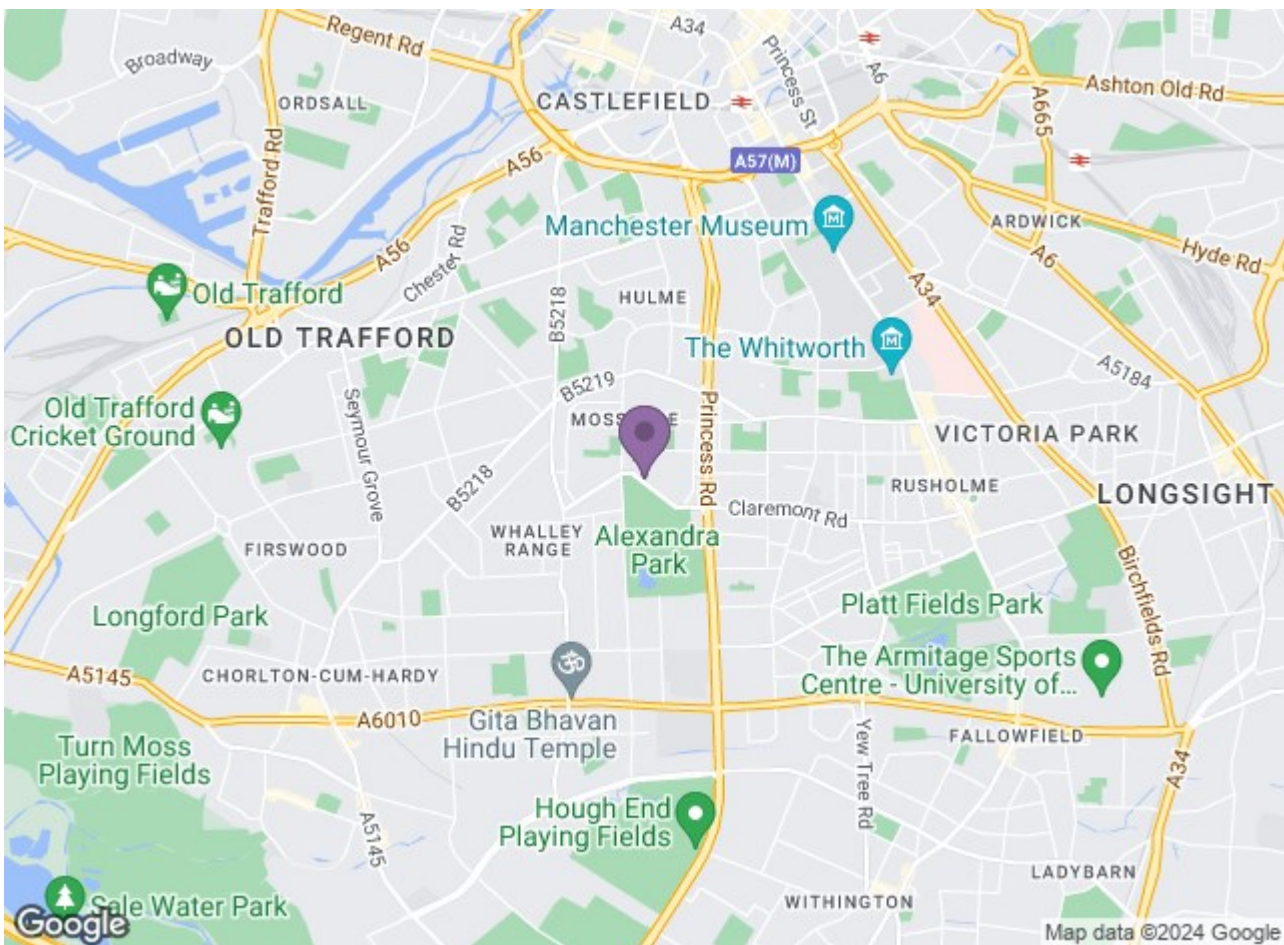 A34
Regent Rd
Broadway
Princess St
A6
ORDSALL
CASTLEFIELD
Ashton Old Rd
A665
Trafford Rd
A56
A57(M)
Manchester Museum
ARDWICK
Hyde Rd
A56
Chester Rd
A6
Old Trafford
B5218
HULME
A34
OLD TRAFFORD
The Whitworth
A5184
B5219
Old Trafford
Cricket Ground
Seymour Grove
MOSS
Princess Rd
VICTORIA PARK
B5218
RUSHOLME
LONGSIGHT
Claremont Rd
WHALLEY
RANGE
Alexandra
Park
FIRSWOOD
Birchfields Rd
Longford Park
Platt Fields Park
The Armitage Sports
Centre - University of...
A5145
CHORLTON-CUM-HARDY
A6010
Gita Bhavan
Hindu Temple
Yew Tree Rd
FALLOWFIELD
Turn Moss
Playing Fields
A34
Hough End
Playing Fields
A5145
LADYBARN
Sale Water Park
WITHINGTON
Google
Map data ©2024 Google